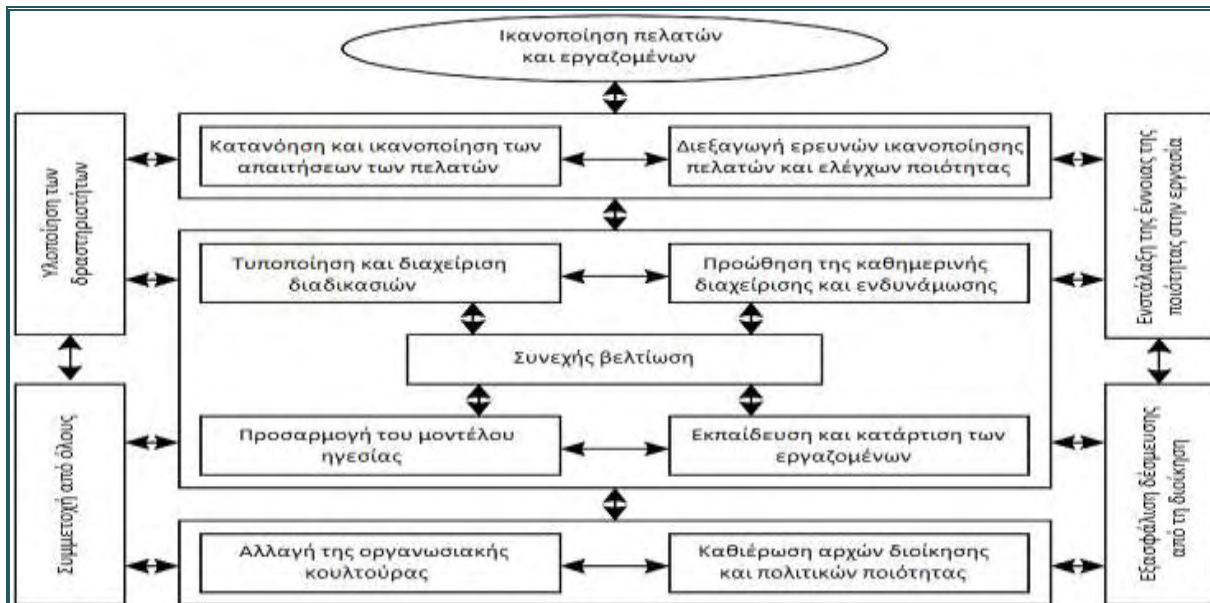 Ικανοποίηση πελατών
και εργαζομένων
Υλοποίηση των
δραστηριοτήτων
Κατανόηση και ικανοποίηση των
απαιτήσεων των πελατών
Διεξαγωγή ερευνών ικανοποίησης
πελατών και ελέγχων ποιότητας
Ενστάλαξη της έννοιας της
ποιότητας στην εργασία
Τυποποίηση και διαχείριση
διαδικασιών
Προώθηση της καθημερινής
διαχείρισης και ενδυνάμωσης
Συνεχής βελτίωση
Συμμετοχή από όλους
Προσαρμογή του μοντέλου
ηγεσίας
Εκπαίδευση και κατάρτιση των
εργαζομένων
Εξασφάλιση δέσμευσης
από τη διοίκηση
Αλλαγή της οργανωσιακής
κουλτούρας
Καθιέρωση αρχών διοίκησης
και πολιτικών ποιότητας